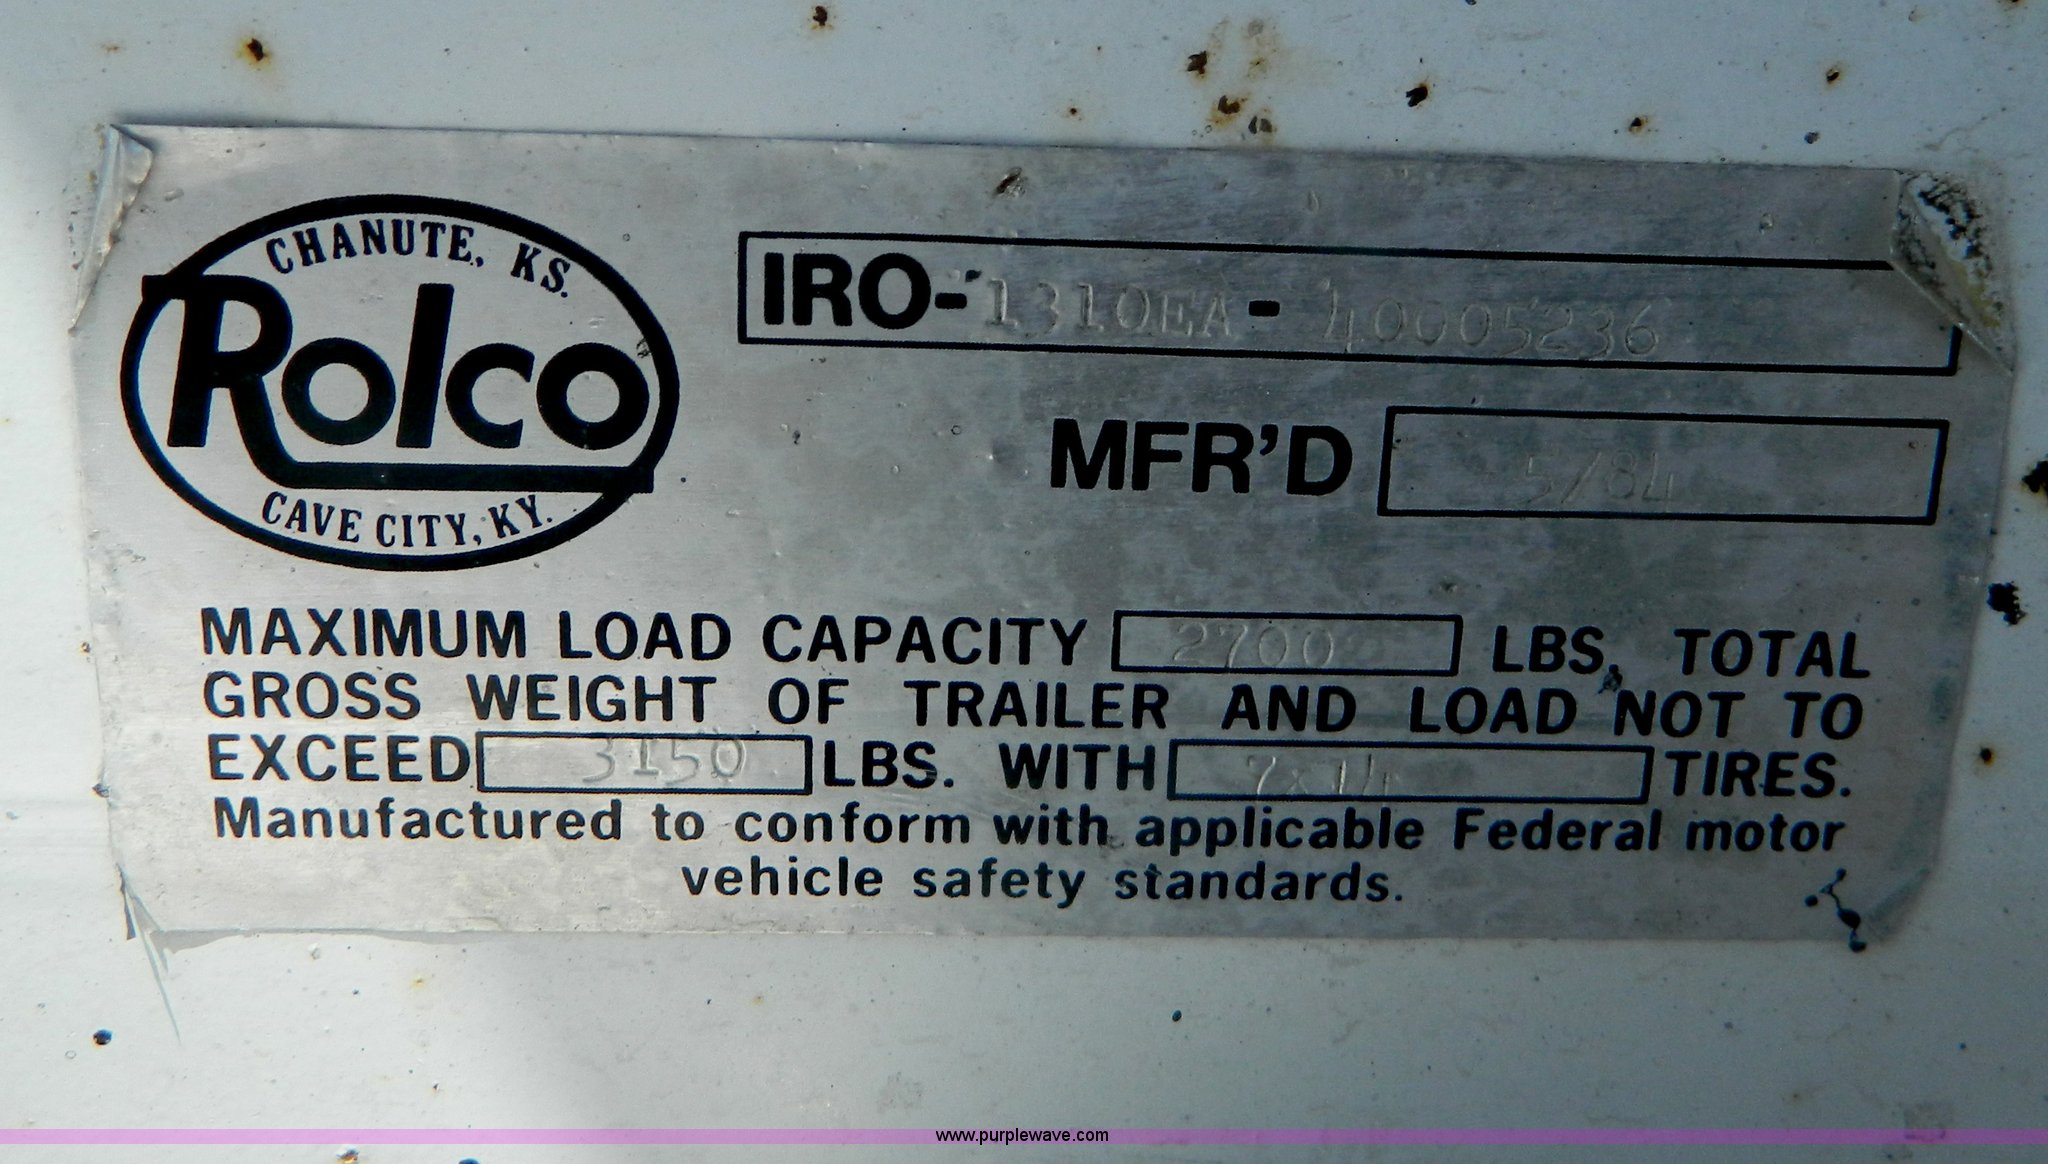 CHANUTE, KS.
Rolco
CAVE CITY, KY.
IRO-1310EA-40005236
MFR'D 5/84
MAXIMUM LOAD CAPACITY 2700 LBS. TOTAL
GROSS WEIGHT OF TRAILER AND LOAD NOT TO
EXCEED 3150 LBS. WITH 7x14 TIRES.
Manufactured to conform with applicable Federal motor
vehicle safety standards.
www.purplewave.com